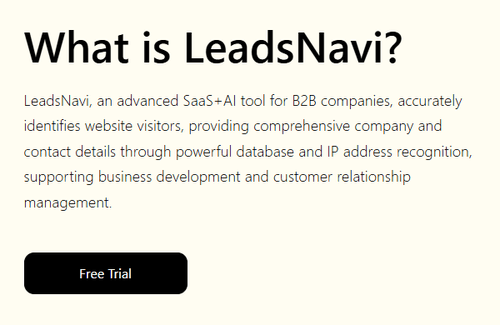 What is LeadsNavi?
LeadsNavi, an advanced SaaS+AI tool for B2B companies, accurately
identifies website visitors, providing comprehensive company and
contact details through powerful database and IP address recognition,
supporting business development and customer relationship
management.
Free Trial